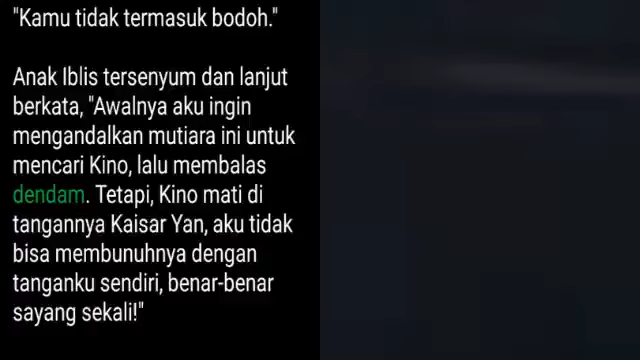 "Kamu tidak termasuk bodoh."
Anak Iblis tersenyum dan lanjut
berkata, "Awalnya aku ingin
mengandalkan mutiara ini untuk
mencari Kino, lalu membalas
dendam. Tetapi, Kino mati di
tangannya Kaisar Yan, aku tidak
bisa membunuhnya dengan
tanganku sendiri, benar-benar
sayang sekali!"